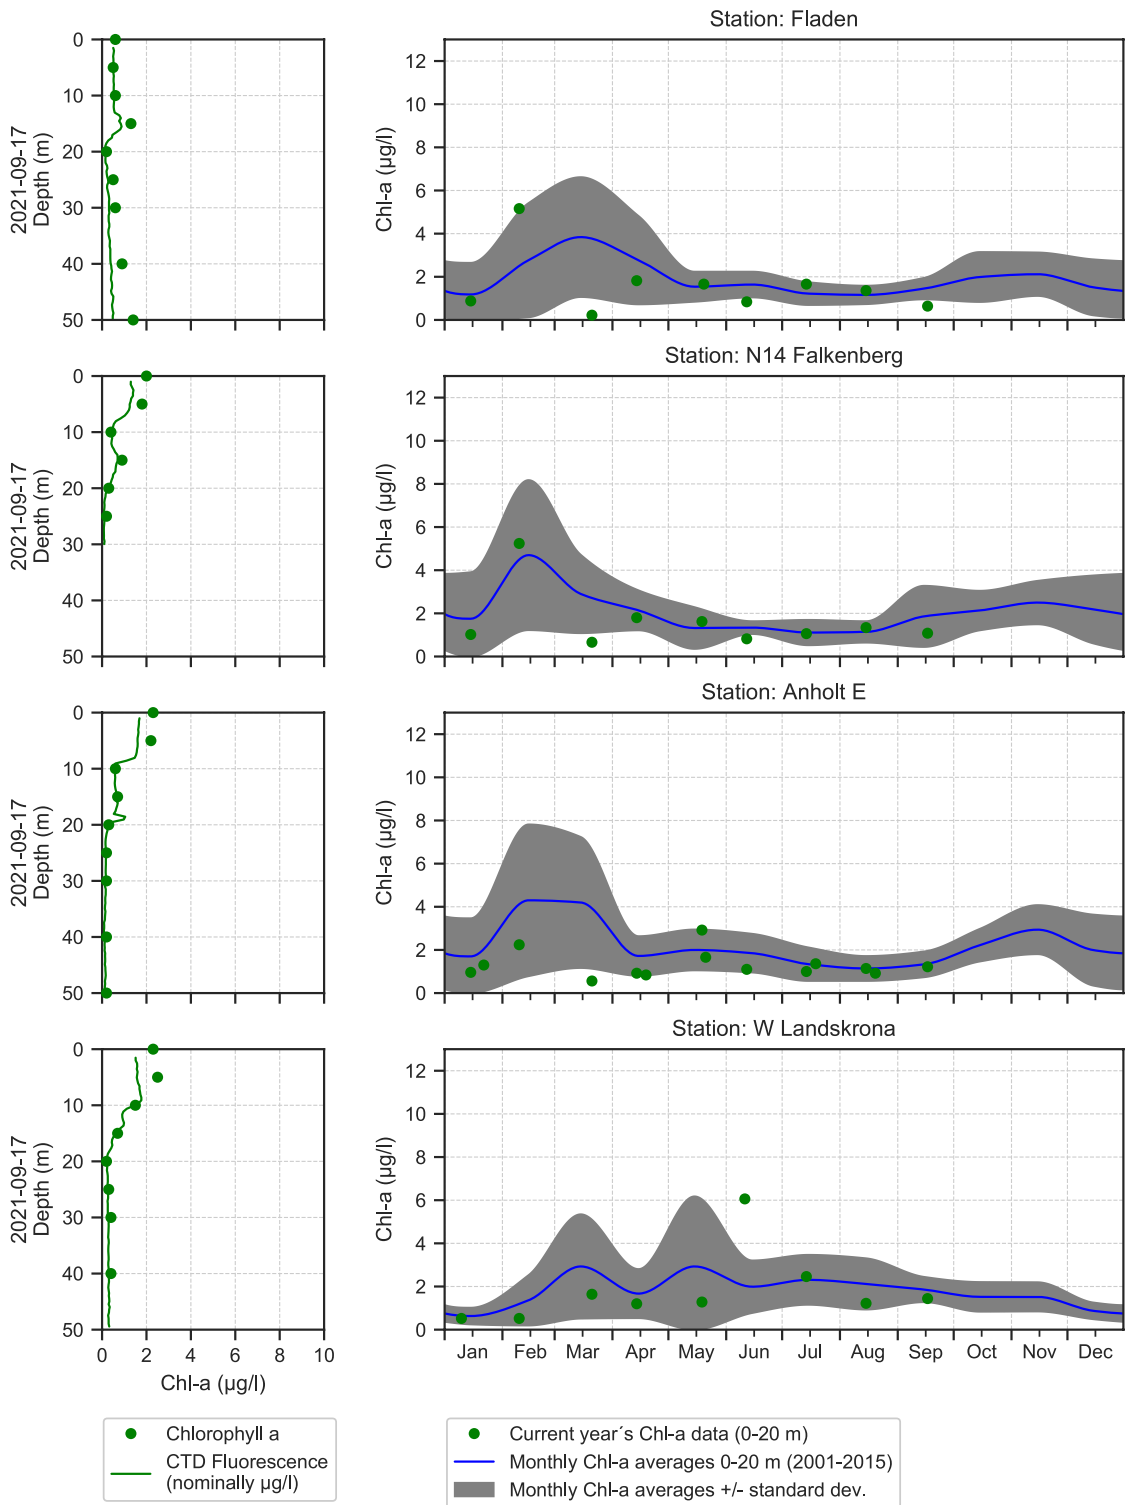 Station: Fladen
0
10
20
30
40
50
2021-09-17
Depth (m)
12
10
8
6
4
2
0
Chl-a (µg/l)
Station: N14 Falkenberg
0
10
20
30
40
50
2021-09-17
Depth (m)
12
10
8
6
4
2
0
Chl-a (µg/l)
Station: Anholt E
0
10
20
30
40
50
2021-09-17
Depth (m)
12
10
8
6
4
2
0
Chl-a (µg/l)
Station: W Landskrona
0
10
20
30
40
50
2021-09-17
Depth (m)
0 2 4 6 8 10
Chl-a (µg/l)
12
10
8
6
4
2
0
Chl-a (µg/l)
Jan Feb Mar Apr May Jun Jul Aug Sep Oct Nov Dec
Chlorophyll a
CTD Fluorescence
(nominally µg/l)
Current year´s Chl-a data (0-20 m)
Monthly Chl-a averages 0-20 m (2001-2015)
Monthly Chl-a averages +/- standard dev.